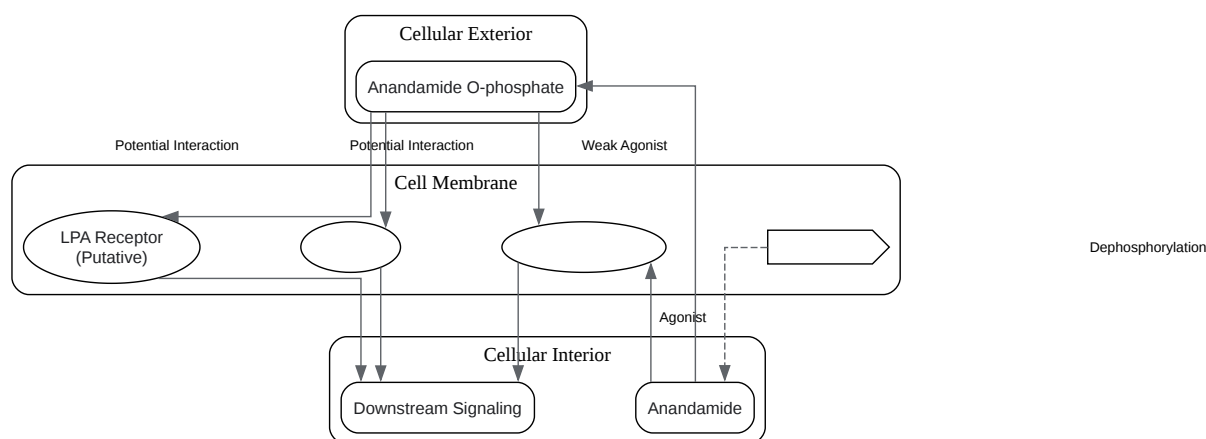 Cellular Exterior
Anandamide O-phosphate
Potential Interaction
Potential Interaction
Weak Agonist
Cell Membrane
LPA Receptor
(Putative)
Dephosphorylation
Agonist
Cellular Interior
Downstream Signaling
Anandamide